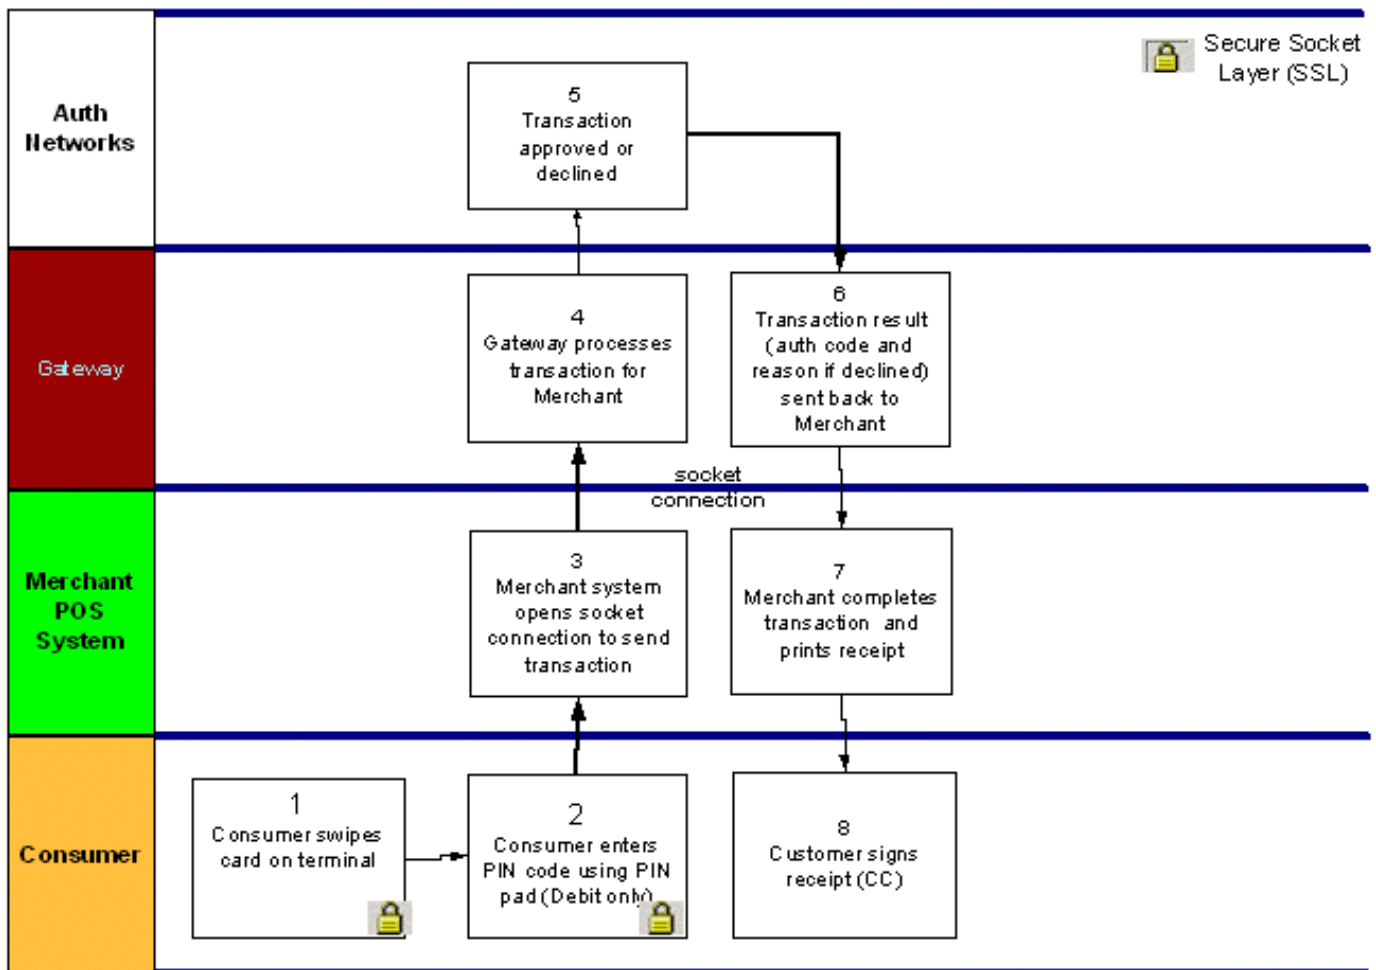 Secure Socket
Layer (SSL)
Auth
Networks
5
Transaction
approved or
declined
Gateway
4
Gateway processes
transaction for
Merchant
6
Transaction result
(auth code and
reason if declined)
sent back to
Merchant
socket
connection
Merchant
POS
System
3
Merchant system
opens socket
connection to send
transaction
7
Merchant completes
transaction and
prints receipt
Consumer
1
Consumer swipes
card on terminal
2
Consumer enters
PIN code using PIN
pad (Debit only)
8
Customer signs
receipt (CC)